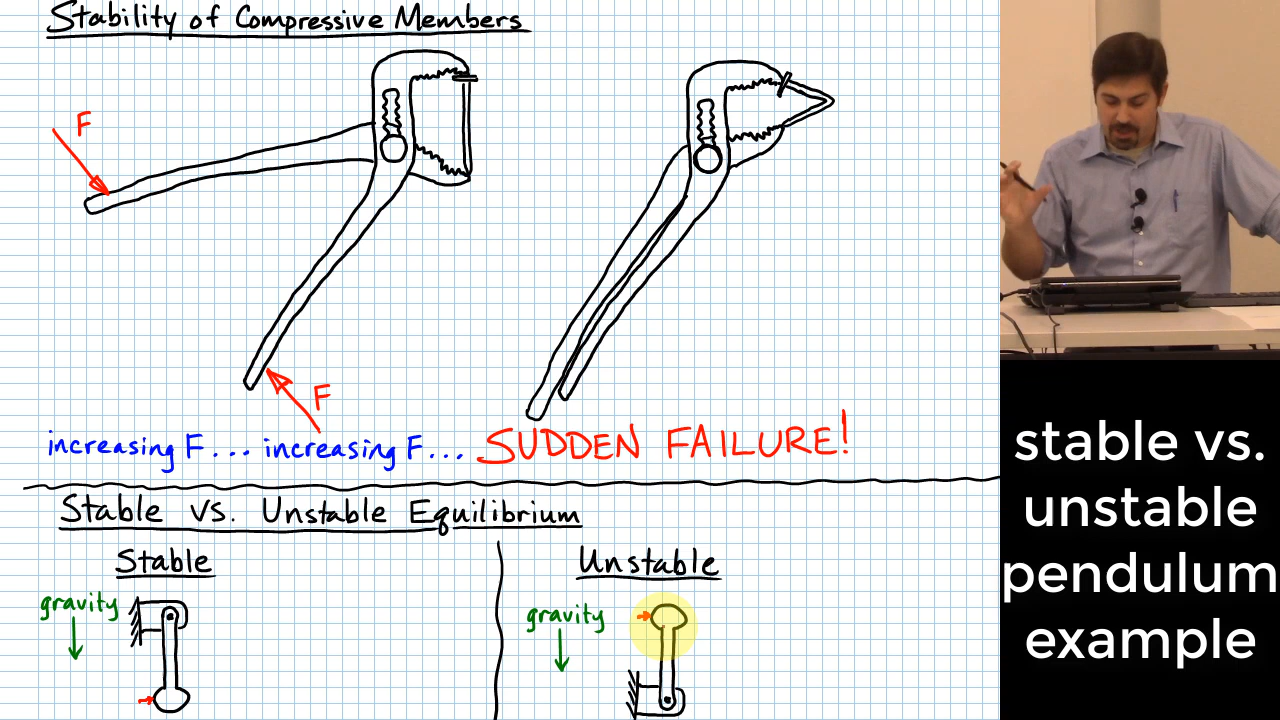 Stability of Compressive Members
F
F
increasing F... increasing F... SUDDEN FAILURE!
Stable vs. Unstable Equilibrium
Stable
Unstable
gravity
gravity
stable vs.
unstable
pendulum
example